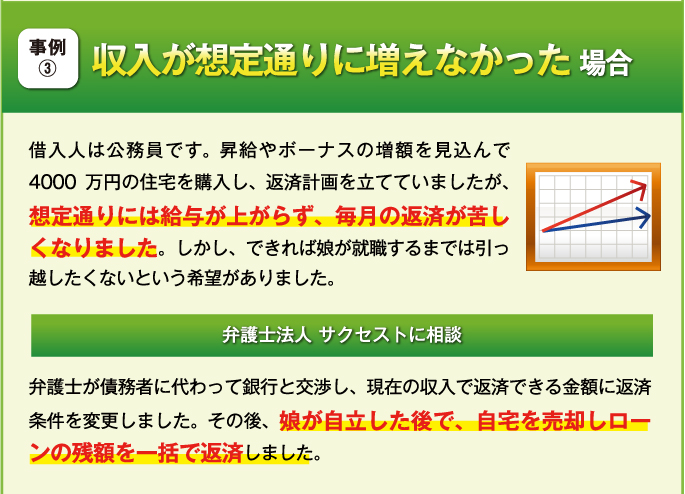 事例
③
収入が想定通りに増えなかった 場合
借入人は公務員です。昇給やボーナスの増額を見込んで
4000 万円の住宅を購入し、返済計画を立てていましたが、
想定通りには給与が上がらず、毎月の返済が苦し
くなりました。しかし、できれば娘が就職するまでは引っ
越したくないという希望がありました。
弁護士法人 サクセストに相談
弁護士が債務者に代わって銀行と交渉し、現在の収入で返済できる金額に返済
条件を変更しました。その後、娘が自立した後で、自宅を売却しロー
ンの残額を一括で返済しました。